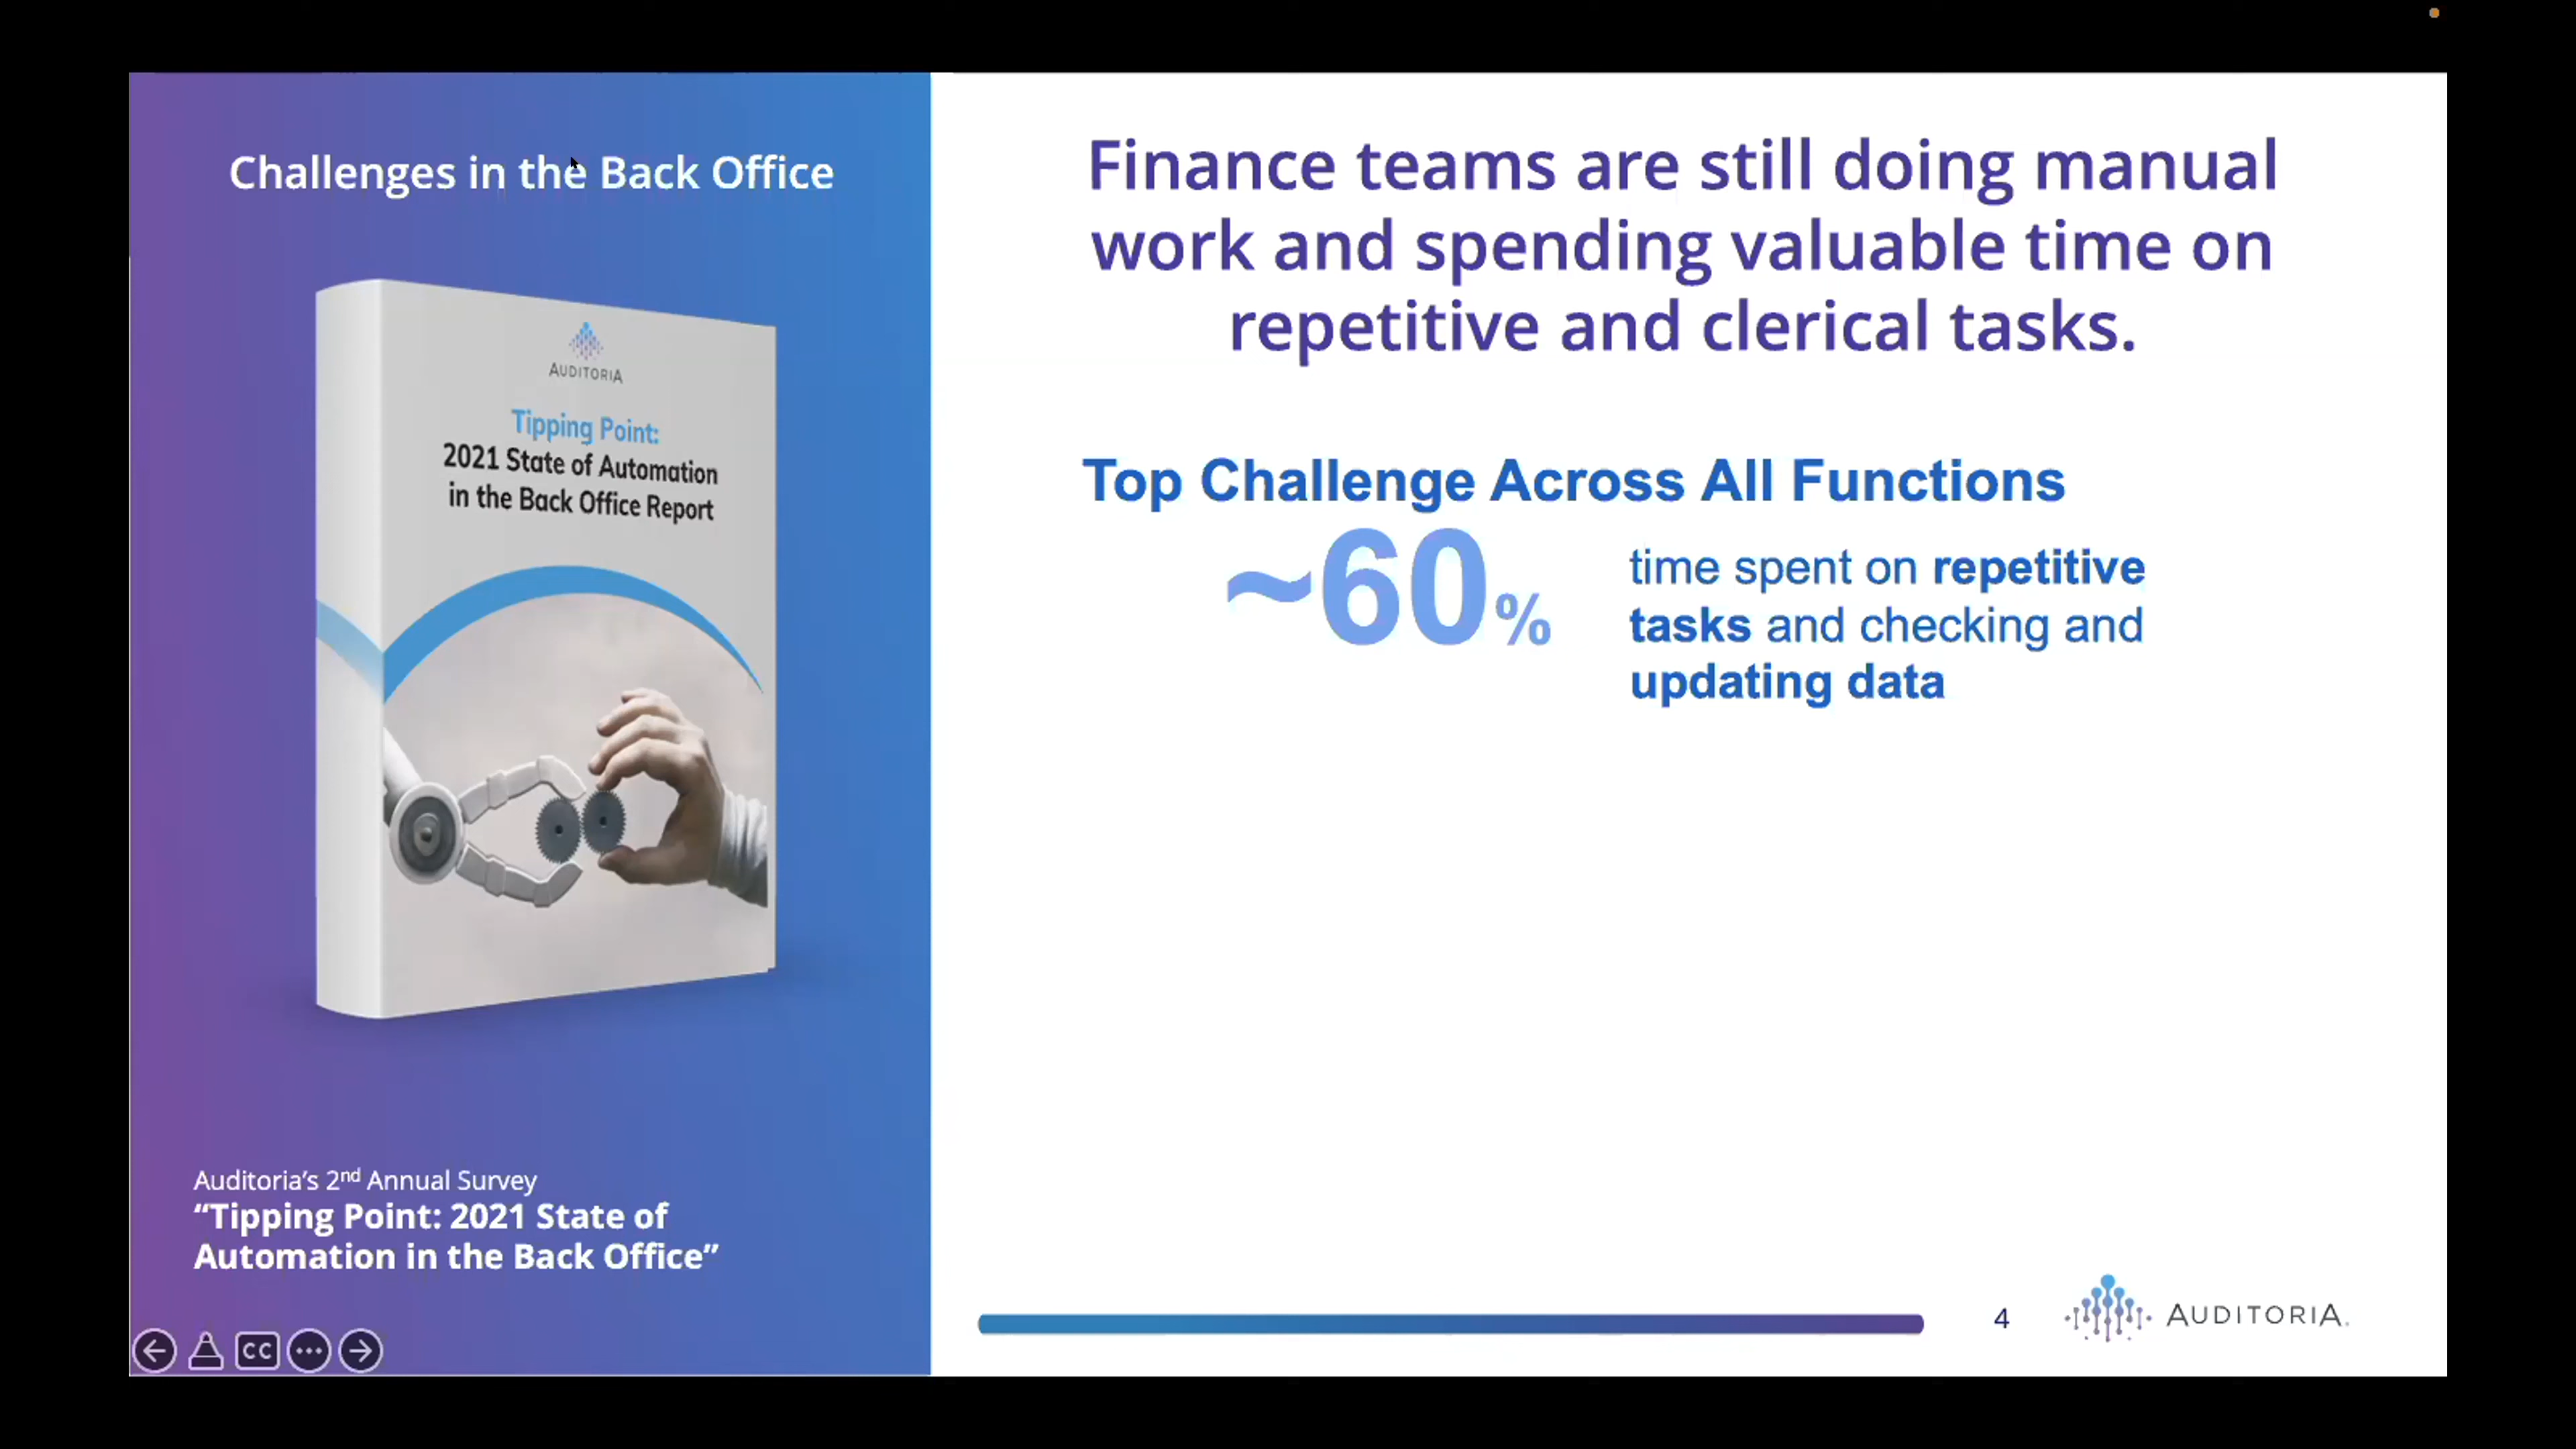 Challenges in the Back Office
AUDITORIA
Tipping Point:
2021 State of Automation
in the Back Office Report
Auditoria’s 2nd Annual Survey
“Tipping Point: 2021 State of
Automation in the Back Office”
CC
Finance teams are still doing manual
work and spending valuable time on
repetitive and clerical tasks.
Top Challenge Across All Functions
~60%
time spent on repetitive
tasks and checking and
updating data
4
AUDITORIA.